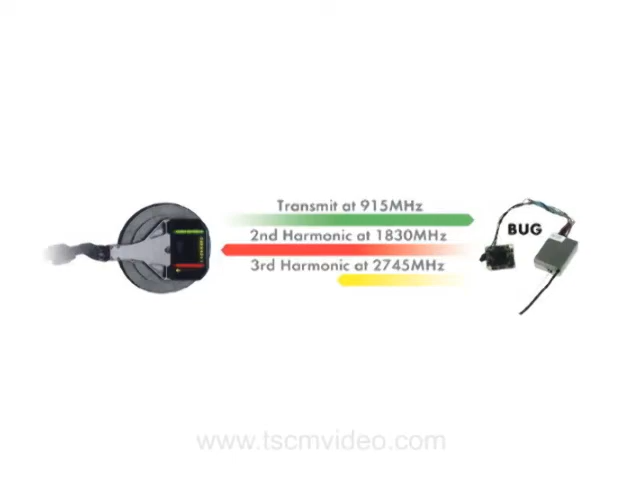 Transmit at 915MHz
2nd Harmonic at 1830MHz
BUG
3rd Harmonic at 2745MHz
www.tscmvideo.com